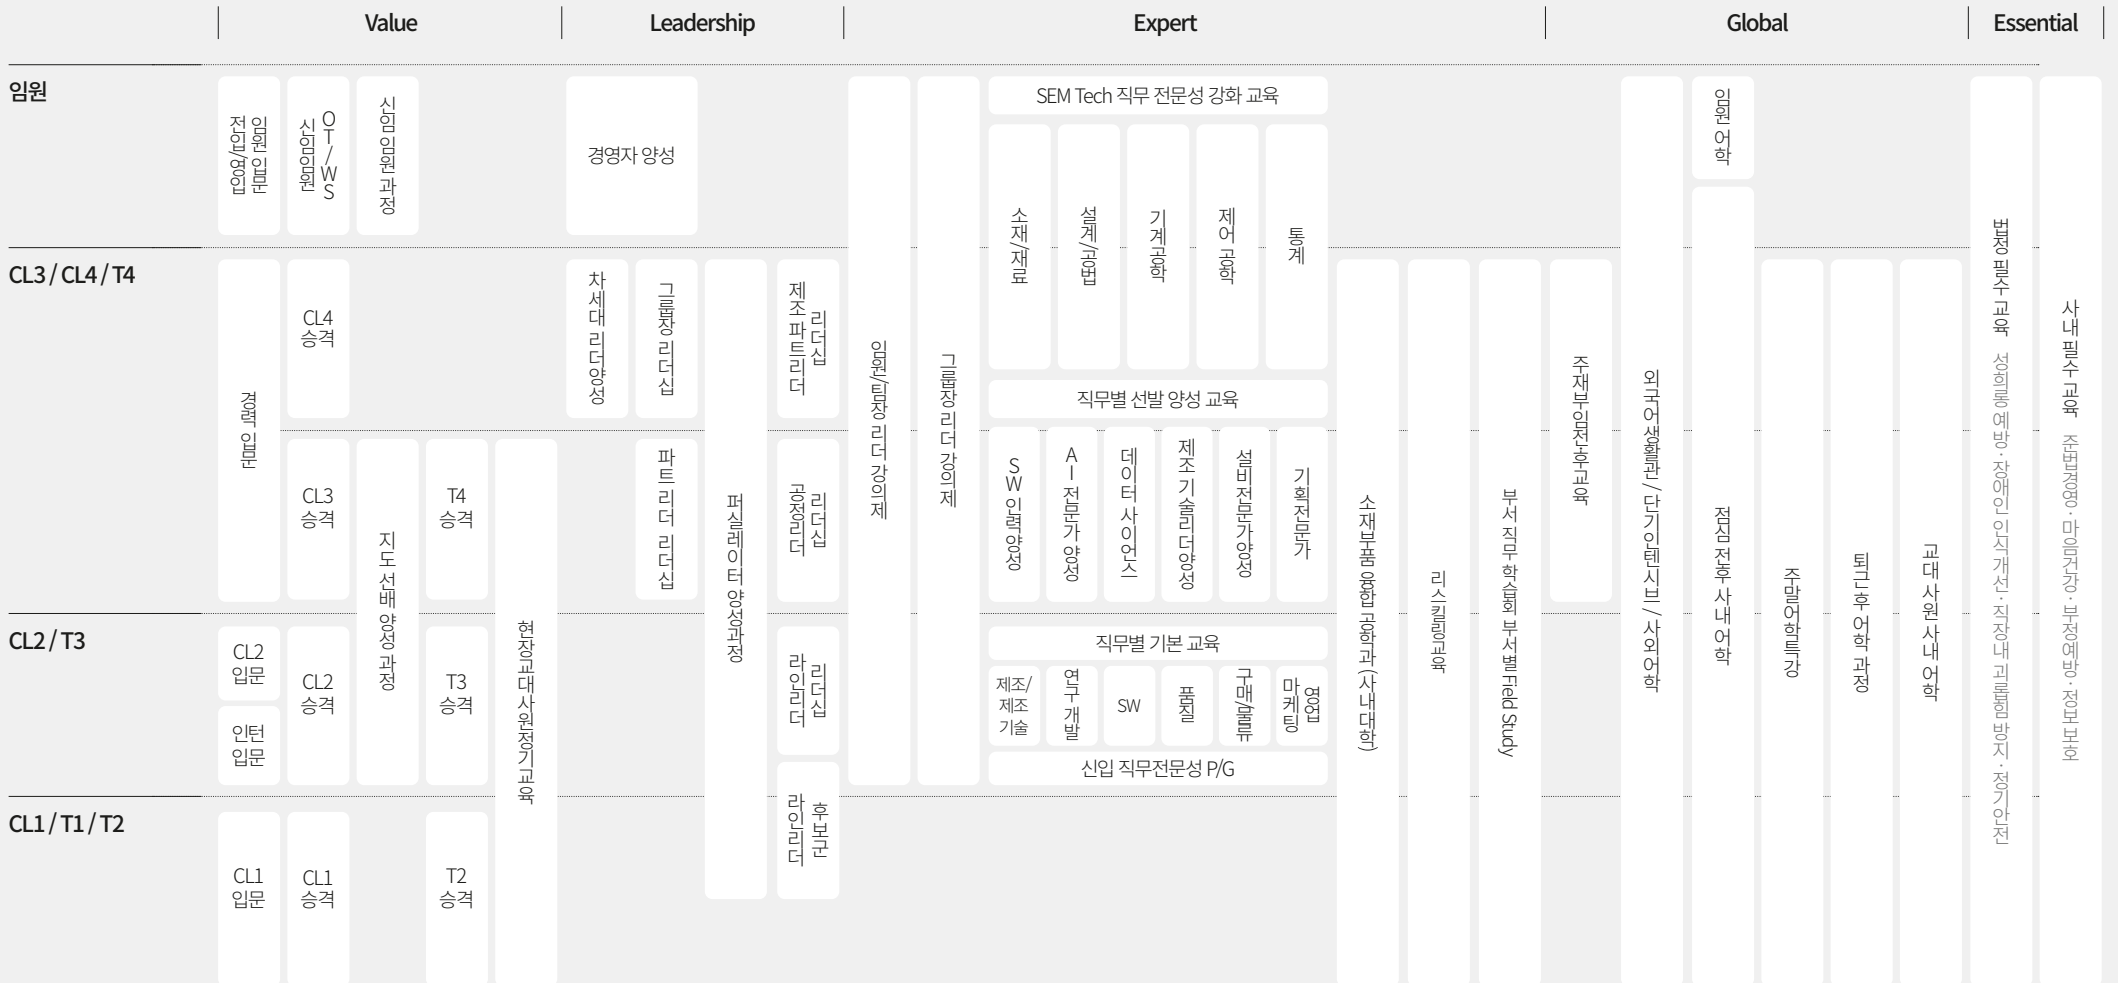 Value
Leadership
Expert
Global
Essential
임원
전입/영입
임원 입문
신임임원
OT/WS
신임 임원 과정
경영자 양성
SEM Tech 직무 전문성 강화 교육
소재/재료
설계/공법
기계공학
제어 공학
통계
임원 어학
CL3 / CL4 / T4
경력 입문
CL4
승격
CL3
승격
지도 선배 양성 과정
T4
승격
현장교대사원정기교육
차세대 리더양성
그룹장 리더십
파트 리더 리더십
퍼실레이터 양성과정
제조 파트리더
리더십
공정리더
리더십
임원/팀장 리더 강의제
그룹장 리더 강의제
직무별 선발 양성 교육
SW 인력양성
AI 전문가 양성
데이터 사이언스
제조 기술리더양성
설비전문가양성
기획전문가
소재부품 융합 공학과(사내대학)
리스킬링교육
부서 직무 학습회 부서별 Field Study
주재부임전후교육
외국어생활관/단기인텐시브/사외어학
점심 전후 사내 어학
주말어학특강
퇴근 후 어학 과정
교대 사원 사내 어학
법정 필수 교육 성희롱 예방·장애인 인식개선·직장내 괴롭힘 방지·정기안전
사내 필수 교육 준법경영·마음건강·부정예방·정보보호
CL2 / T3
CL2
입문
인턴
입문
CL2
승격
T3
승격
라인리더
리더십
직무별 기본 교육
제조/
제조
기술
연구 개발
SW
품질
구매/물류
마케팅
영업
신입 직무전문성 P/G
CL1 / T1 / T2
CL1
입문
CL1
승격
T2
승격
라인리더
후보군